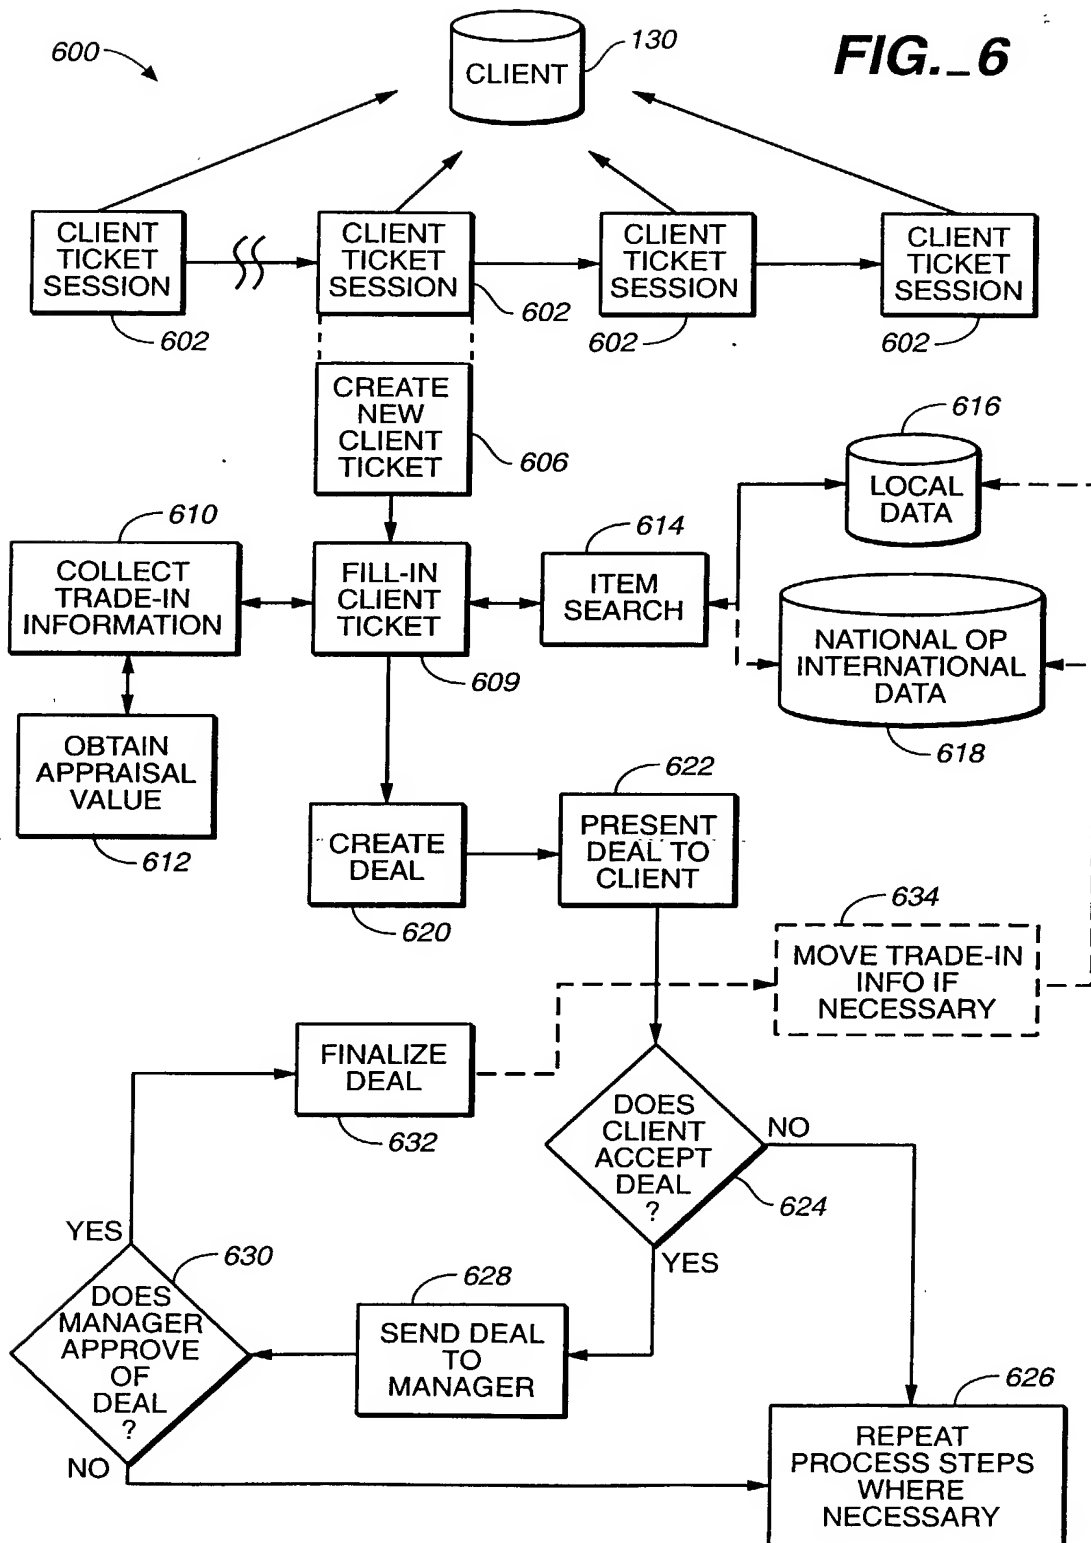 600
CLIENT
130
FIG._6
CLIENT
TICKET
SESSION
602
CLIENT
TICKET
SESSION
602
CLIENT
TICKET
SESSION
602
CLIENT
TICKET
SESSION
602
CREATE
NEW
CLIENT
TICKET
606
616
LOCAL
DATA
610
COLLECT
TRADE-IN
INFORMATION
FILL-IN
CLIENT
TICKET
609
614
ITEM
SEARCH
NATIONAL OP
INTERNATIONAL
DATA
618
OBTAIN
APPRAISAL
VALUE
612
CREATE
DEAL
620
622
PRESENT
DEAL TO
CLIENT
634
MOVE TRADE-IN
INFO IF
NECESSARY
FINALIZE
DEAL
632
DOES
CLIENT
ACCEPT
DEAL
?
624
NO
YES
YES
630
DOES
MANAGER
APPROVE
OF
DEAL
?
NO
628
SEND DEAL
TO
MANAGER
626
REPEAT
PROCESS STEPS
WHERE
NECESSARY